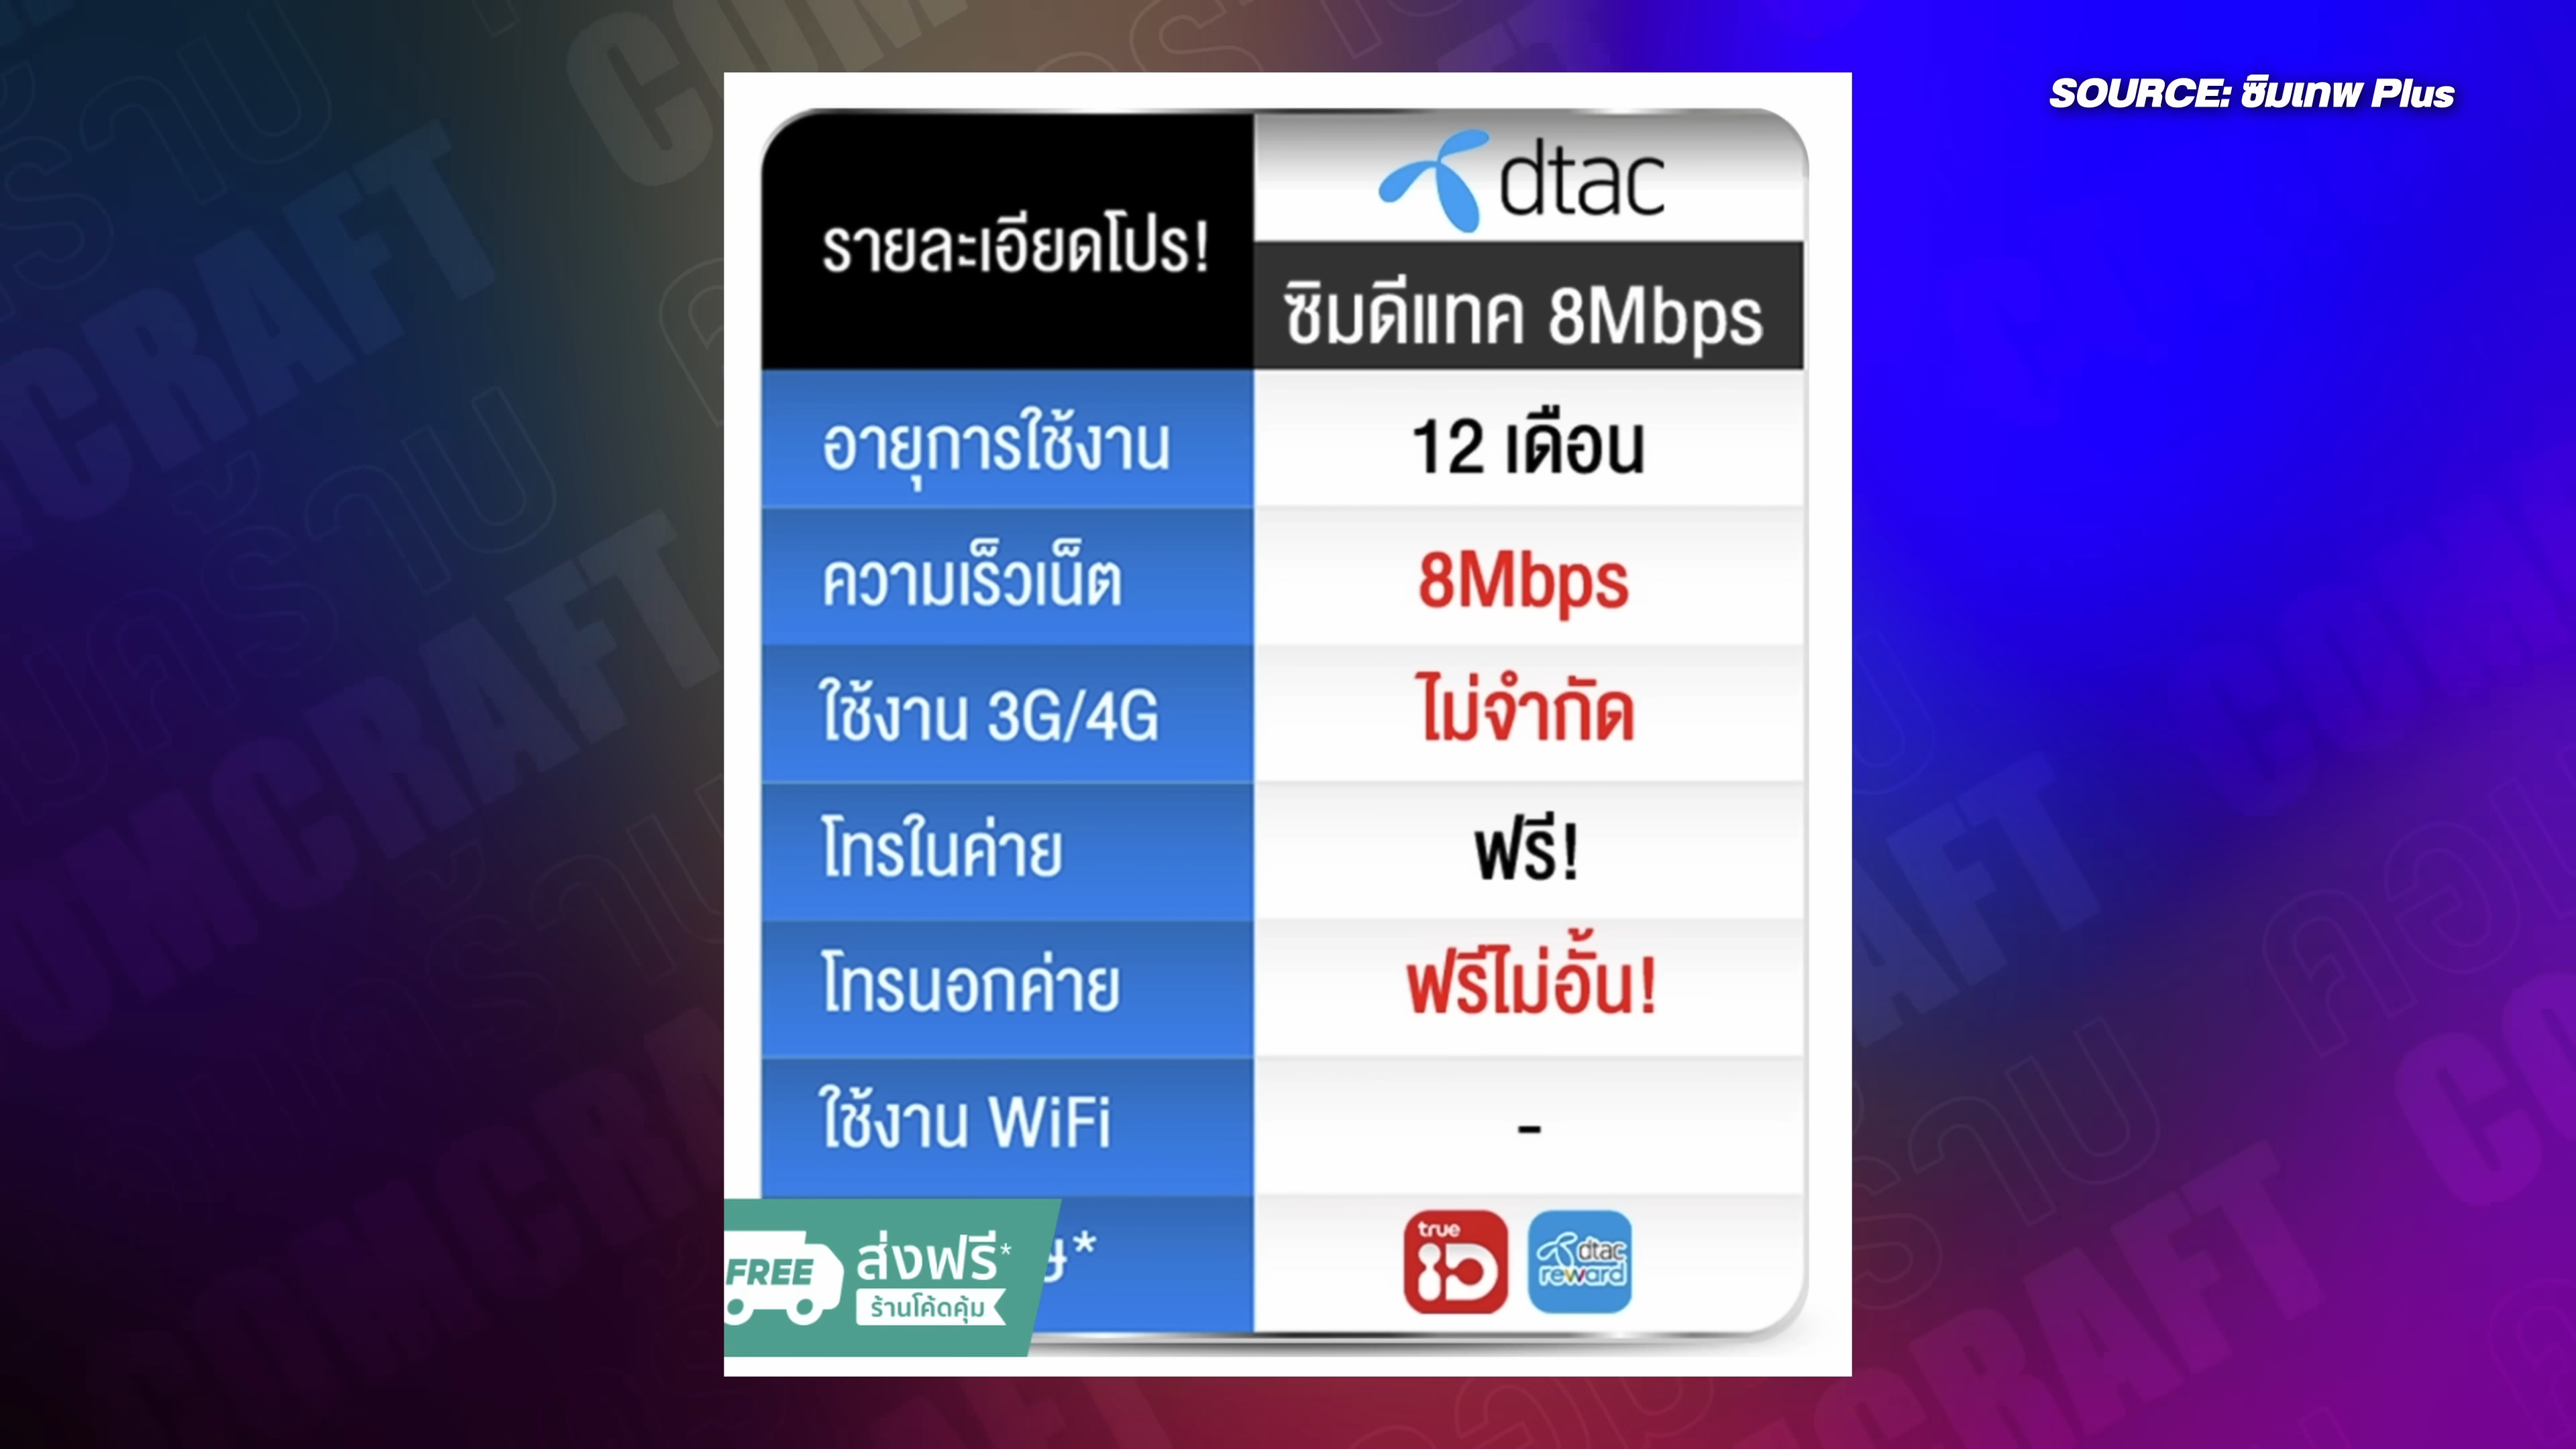 SOURCE: ซิมเทพ Plus
รายละเอียดโปร!
dtac
ซิมดีแทค 8Mbps
อายุการใช้งาน
12 เดือน
ความเร็วเน็ต
8Mbps
ใช้งาน 3G/4G
ไม่จำกัด
โทรในค่าย
ฟรี!
โทรนอกค่าย
ฟรีไม่อั้น!
ใช้งาน WiFi
-
true
iD
dtac
reward
FREE
ส่งฟรี*
ร้านโค้ดคุ้ม
COMCRAFT